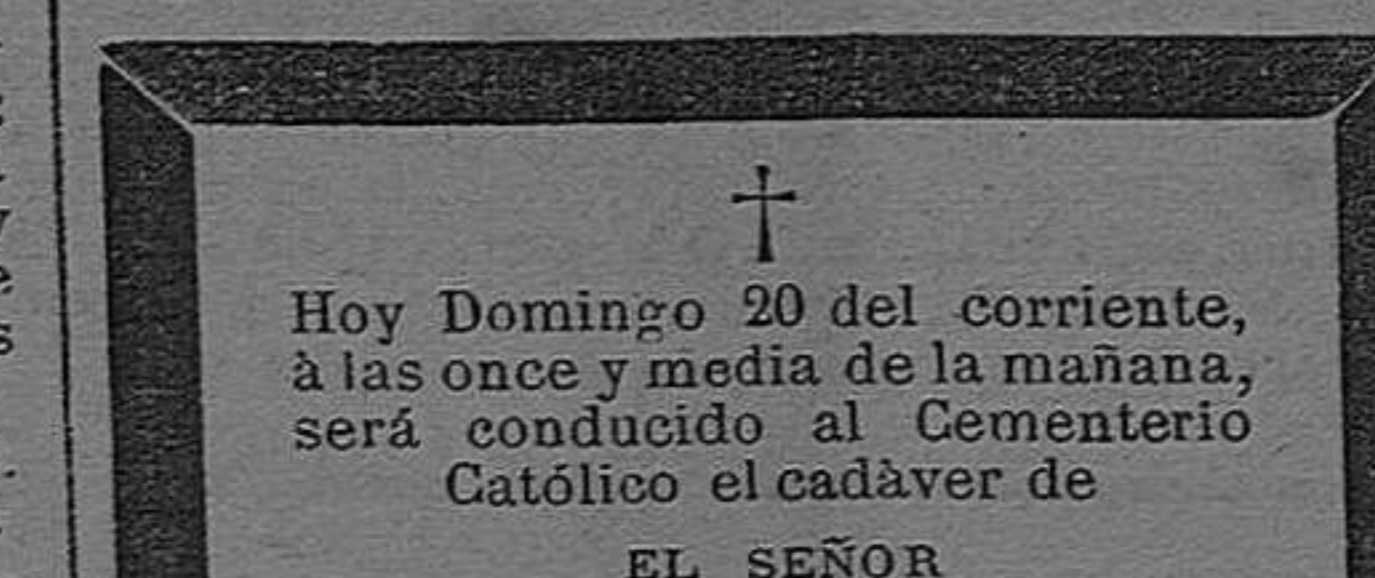 Hoy Domingo 20 del corriente,
à las once y media de la mañana,
será conducido al Cementerio
Católico el cadàver de
EL SEÑOR